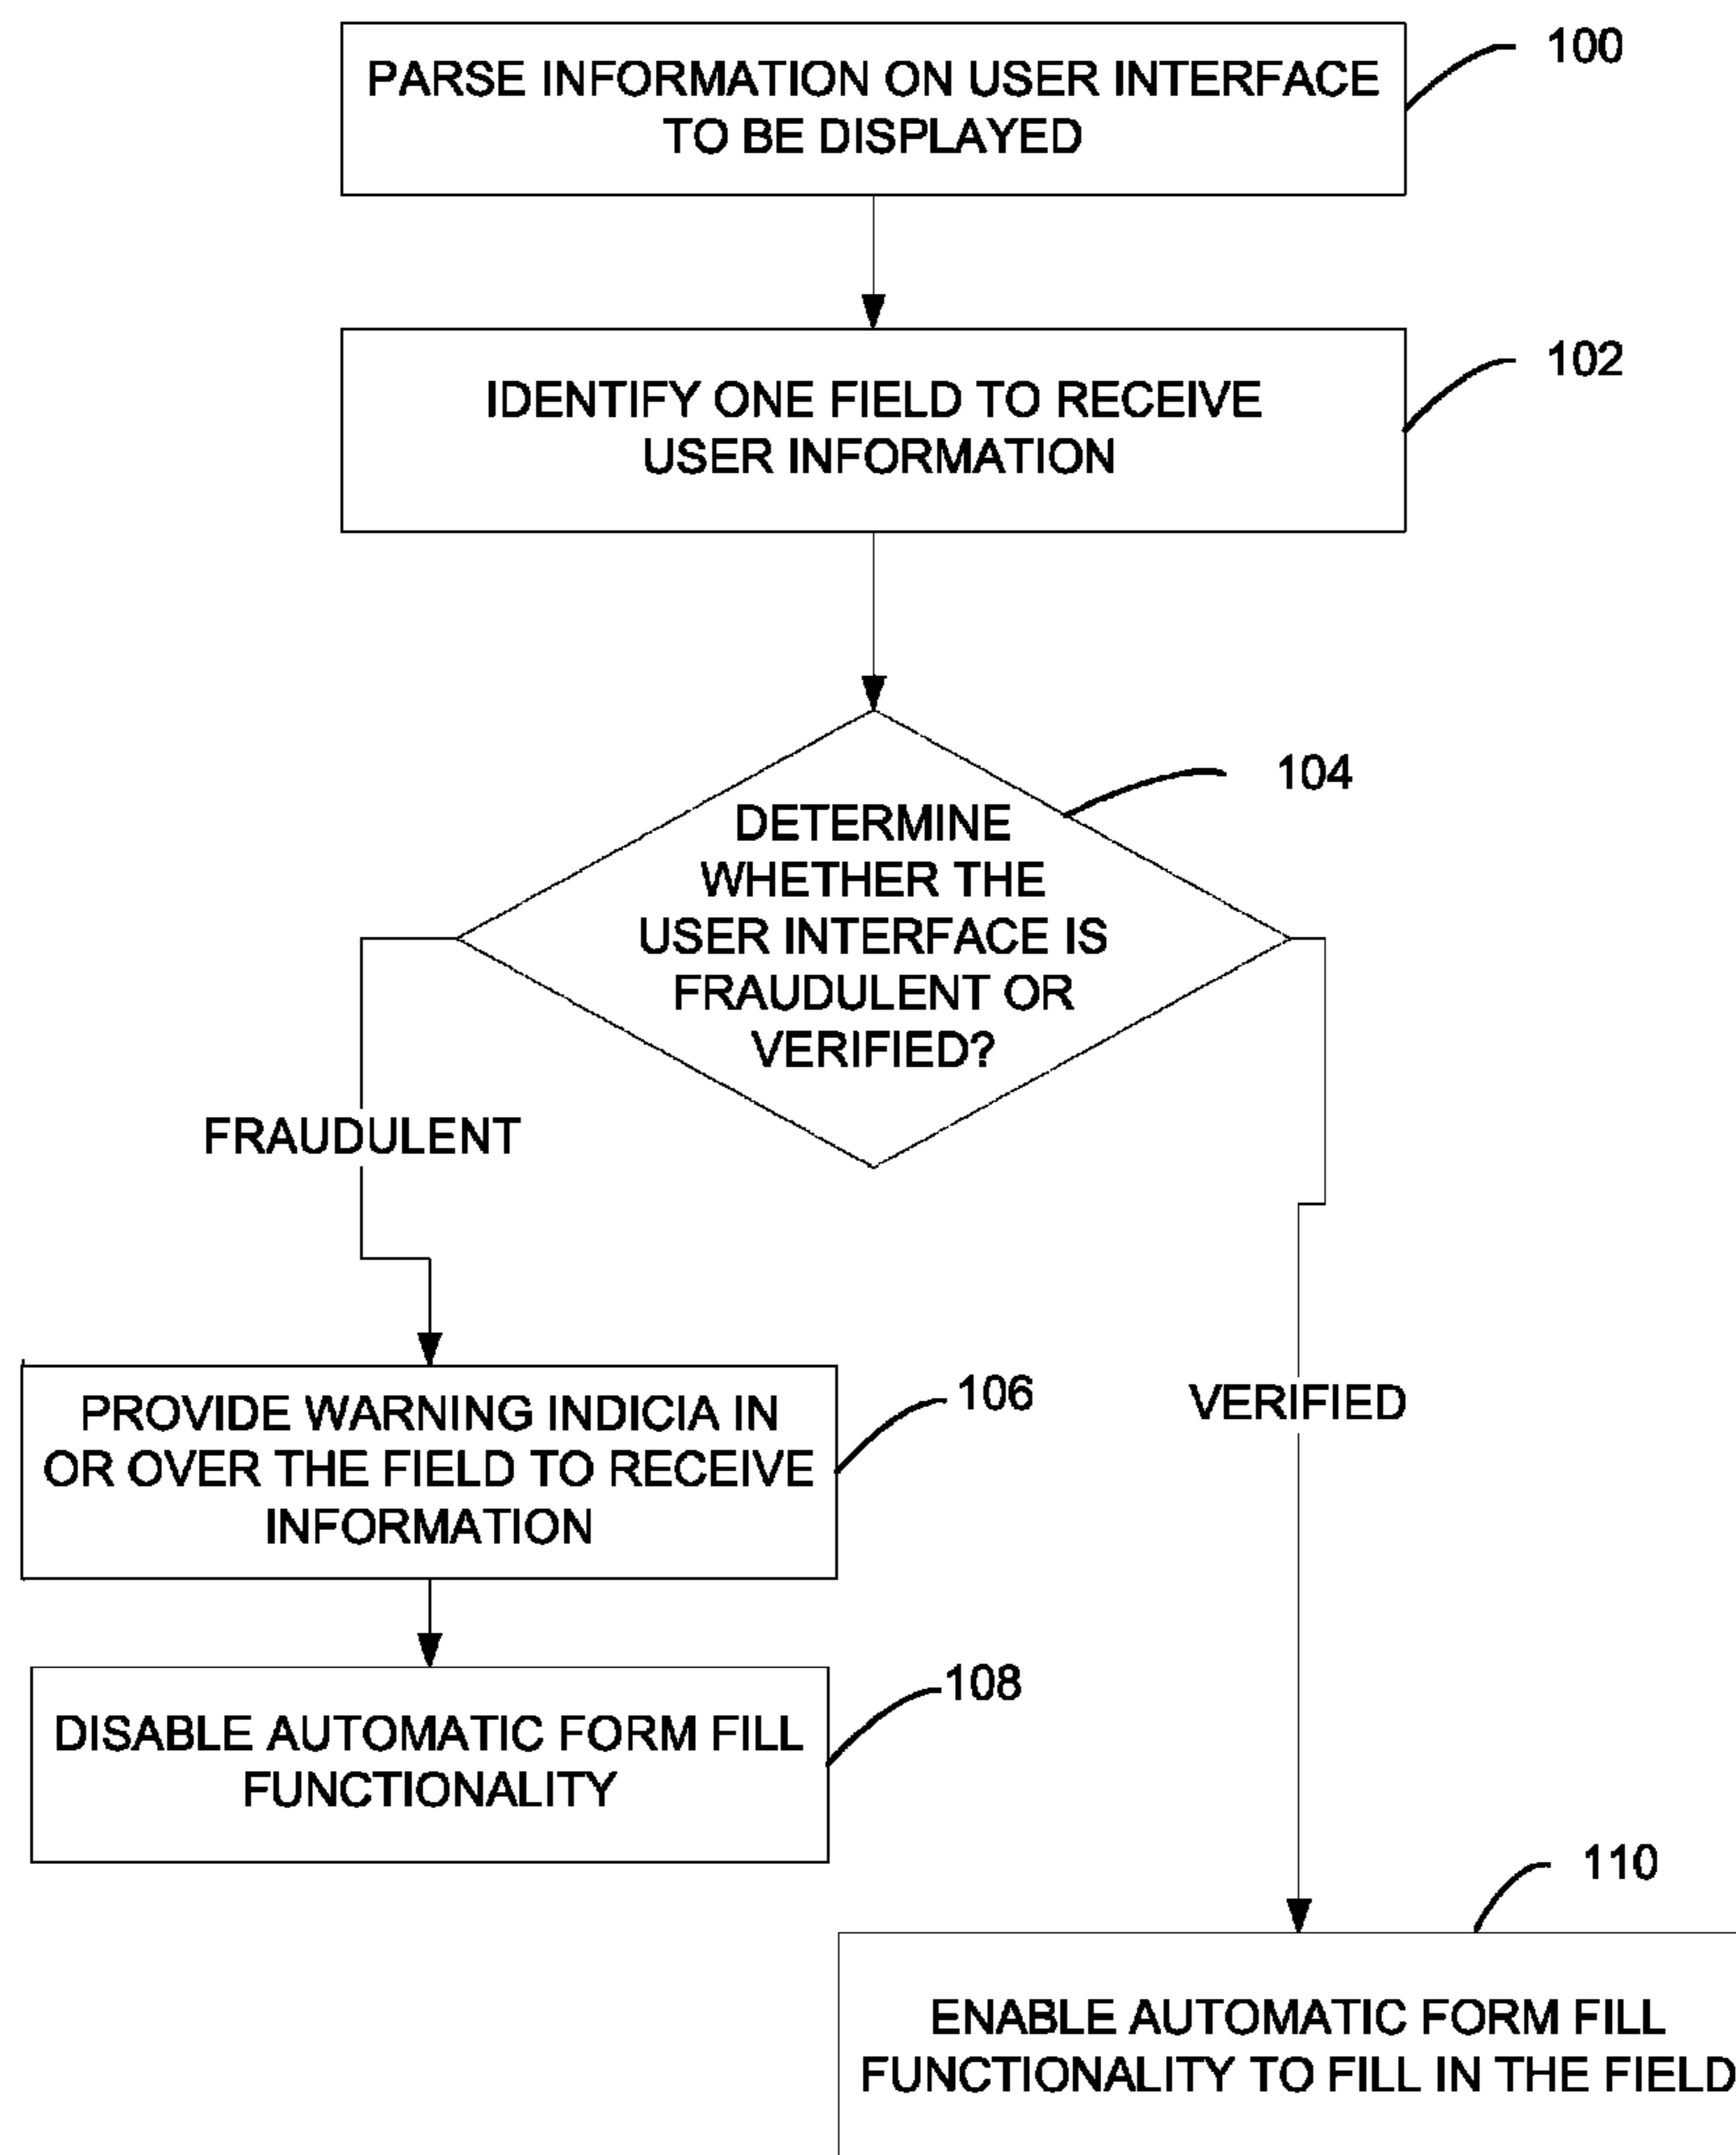 PARSE INFORMATION ON USER INTERFACE
TO BE DISPLAYED
100
IDENTIFY ONE FIELD TO RECEIVE
USER INFORMATION
102
DETERMINE
WHETHER THE
USER INTERFACE IS
FRAUDULENT OR
VERIFIED?
104
FRAUDULENT
VERIFIED
PROVIDE WARNING INDICIA IN
OR OVER THE FIELD TO RECEIVE
INFORMATION
106
DISABLE AUTOMATIC FORM FILL
FUNCTIONALITY
108
110
ENABLE AUTOMATIC FORM FILL
FUNCTIONALITY TO FILL IN THE FIELD